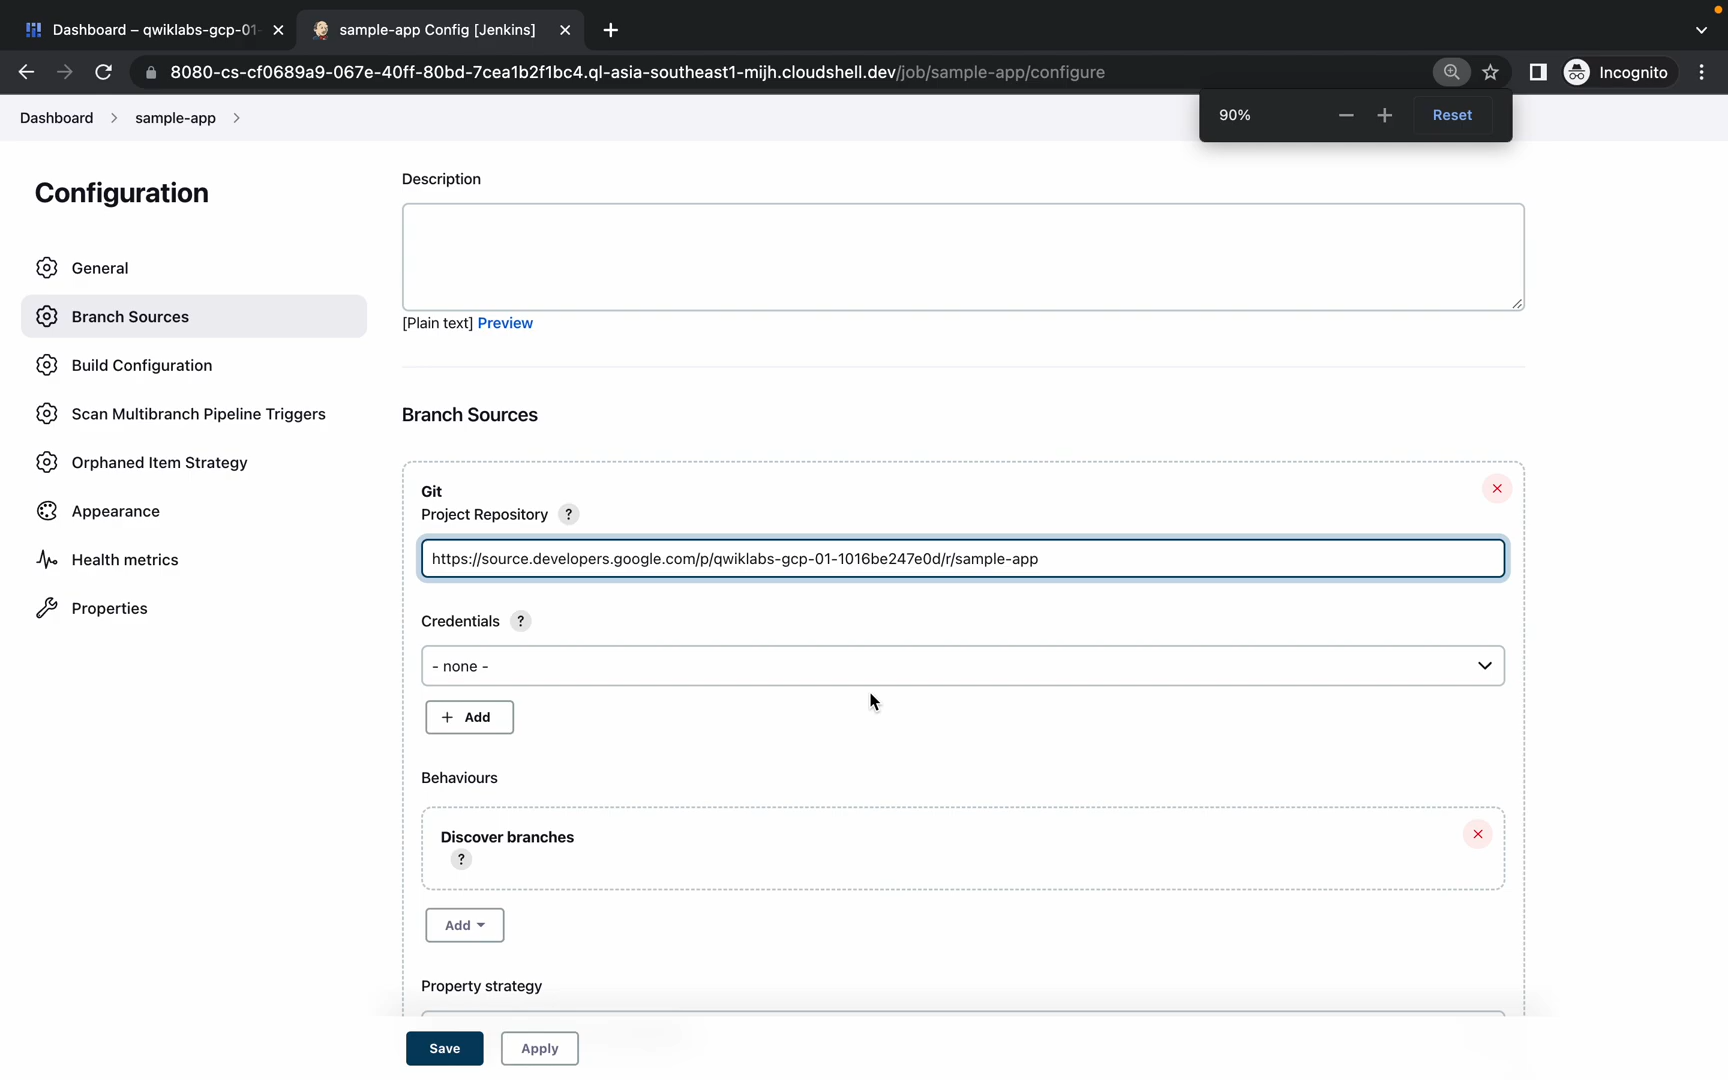 Dashboard – qwiklabs-gcp-01-
sample-app Config [Jenkins]
8080-cs-cf0689a9-067e-40ff-80bd-7cea1b2f1bc4.ql-asia-southeast1-mijh.cloudshell.dev/job/sample-app/configure
Incognito
Dashboard > sample-app >
90% − + Reset
Configuration
General
Branch Sources
Build Configuration
Scan Multibranch Pipeline Triggers
Orphaned Item Strategy
Appearance
Health metrics
Properties
Description
[Plain text] Preview
Branch Sources
Git
Project Repository ?
https://source.developers.google.com/p/qwiklabs-gcp-01-1016be247e0d/r/sample-app
Credentials ?
- none -
+ Add
Behaviours
Discover branches
?
Add
Property strategy
Save
Apply